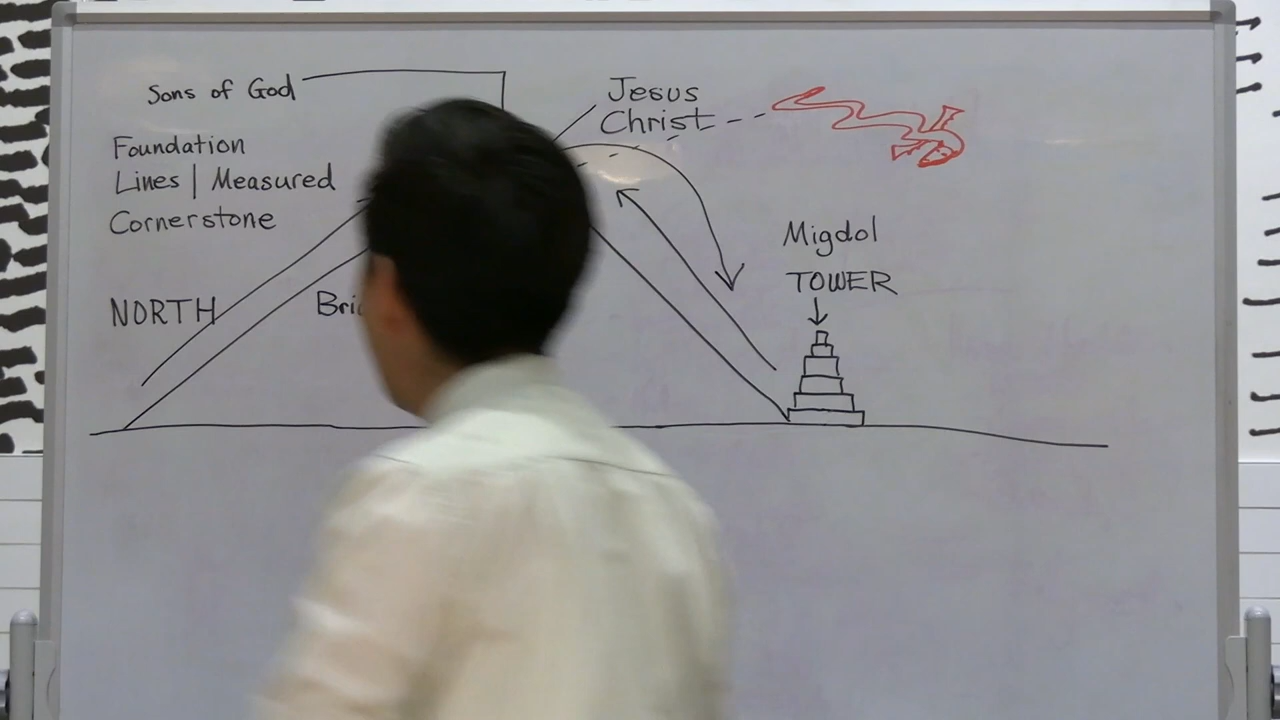 Sons of God
Foundation
Lines | Measured
Cornerstone
NORTH
Jesus
Christ
Migdol
TOWER